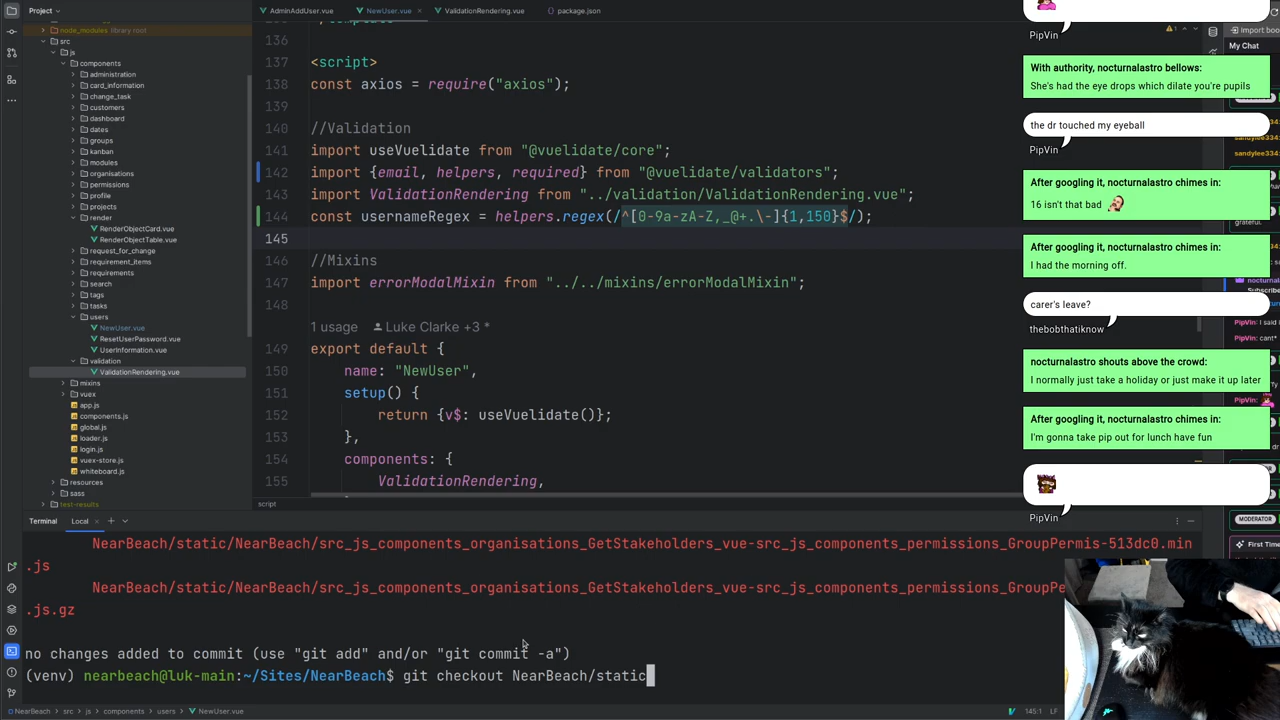 Project
AdminAddUser.vue
NewUser.vue
ValidationRendering.vue
package.json
node_modules library root
src
js
components
administration
card_information
change_task
customers
dashboard
dates
groups
kanban
modules
organisations
permissions
profile
projects
render
RenderObjectCard.vue
RenderObjectTable.vue
request_for_change
requirement_items
requirements
search
tags
tasks
users
NewUser.vue
ResetUserPassword.vue
UserInformation.vue
validation
ValidationRendering.vue
mixins
vuex
app.js
components.js
global.js
loader.js
login.js
vuex-store.js
whiteboard.js
resources
sass
test-results
136
137 <script>
138 const axios = require("axios");
139
140 //Validation
141 import useVuelidate from "@vuelidate/core";
142 import {email, helpers, required} from "@vuelidate/validators";
143 import ValidationRendering from "../validation/ValidationRendering.vue";
144 const usernameRegex = helpers.regex(/^[0-9a-zA-Z,_@+.\-]{1,150}$/);
145
146 //Mixins
147 import errorModalMixin from "../../mixins/errorModalMixin";
148
1 usage Luke Clarke +3 *
149 export default {
150 name: "NewUser",
151 setup() {
152 return {v$: useVuelidate()};
153 },
154 components: {
155 ValidationRendering,
script
1
PipVin
With authority, nocturnalastro bellows:
She's had the eye drops which dilate you're pupils
the dr touched my eyeball
PipVin
After googling it, nocturnalastro chimes in:
16 isn't that bad
After googling it, nocturnalastro chimes in:
I had the morning off.
carer's leave?
thebobthatiknow
nocturnalastro shouts above the crowd:
I normally just take a holiday or just make it up later
After googling it, nocturnalastro chimes in:
I'm gonna take pip out for lunch have fun
PipVin
Import boo
My Chat
sandylee334:
grateful.
Subscribe
PipVin: I said I
PipVin: cant*
PipVin:
MODERATOR
First Time
Terminal
Local
NearBeach/static/NearBeach/src_js_components_organisations_GetStakeholders_vue-src_js_components_permissions_GroupPermis-513dc0.min
.js
NearBeach/static/NearBeach/src_js_components_organisations_GetStakeholders_vue-src_js_components_permissions_GroupPe
.js.gz
no changes added to commit (use "git add" and/or "git commit -a")
(venv) nearbeach@luk-main:~/Sites/NearBeach$ git checkout NearBeach/static
NearBeach > src > js > components > users > NewUser.vue
145:1 LF